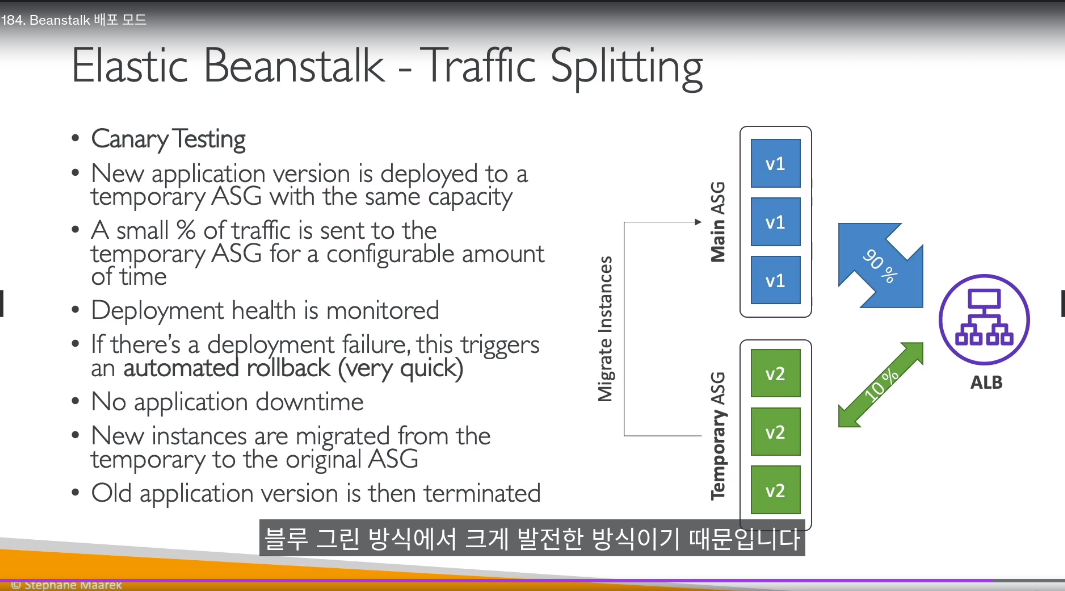 184. Beanstalk 배포 모드
Elastic Beanstalk - Traffic Splitting
• Canary Testing
• New application version is deployed to a
temporary ASG with the same capacity
• A small % of traffic is sent to the
temporary ASG for a configurable amount
of time
• Deployment health is monitored
• If there's a deployment failure, this triggers
an automated rollback (very quick)
• No application downtime
• New instances are migrated from the
temporary to the original ASG
• Old application version is then terminated
Migrate Instances
Main ASG
v1
v1
v1
90 %
Temporary ASG
v2
v2
v2
10 %
ALB
블루 그린 방식에서 크게 발전한 방식이기 때문입니다
© Stephane Maarek